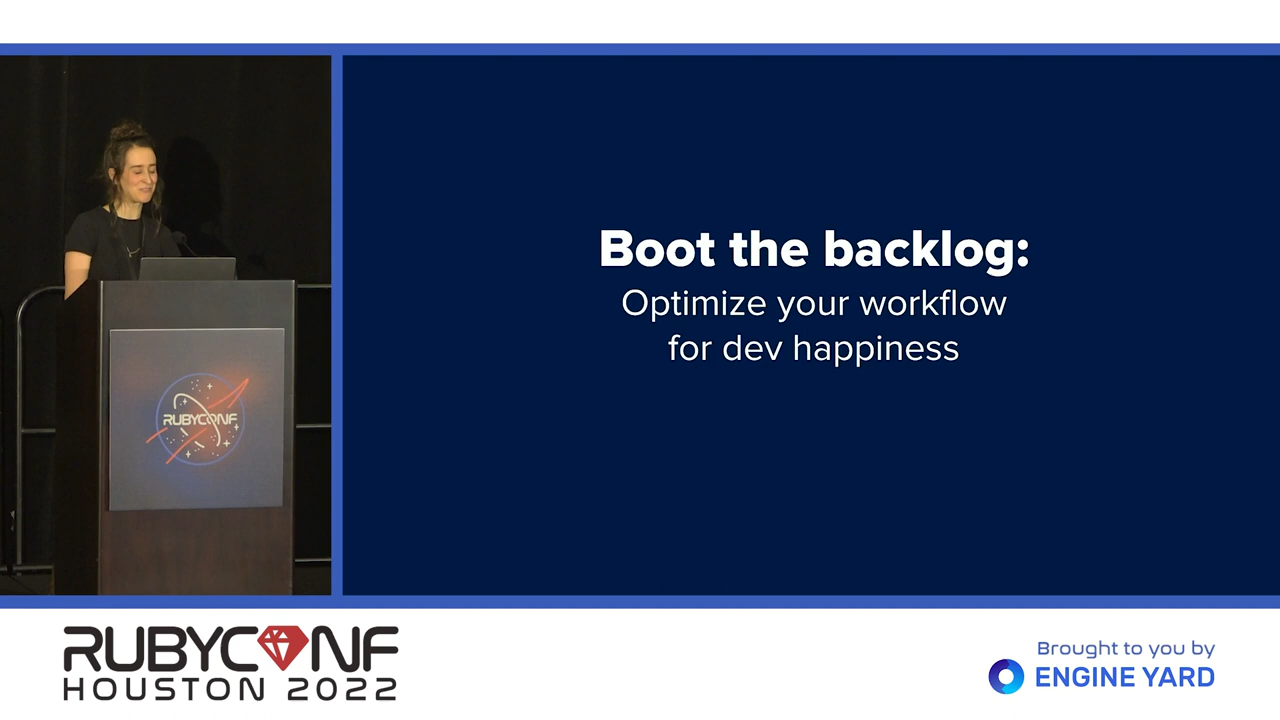 Boot the backlog:
Optimize your workflow
for dev happiness
RUBYCONF
RUBYCONF
HOUSTON 2022
Brought to you by
ENGINE YARD